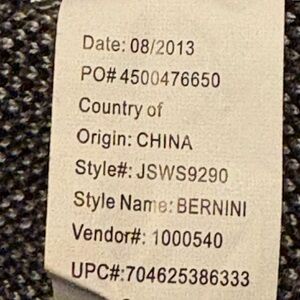 Date: 08/2013
PO# 4500476650
Country of
Origin: CHINA
Style#: JSWS9290
Style Name: BERNINI
Vendor#: 1000540
UPC#:704625386333